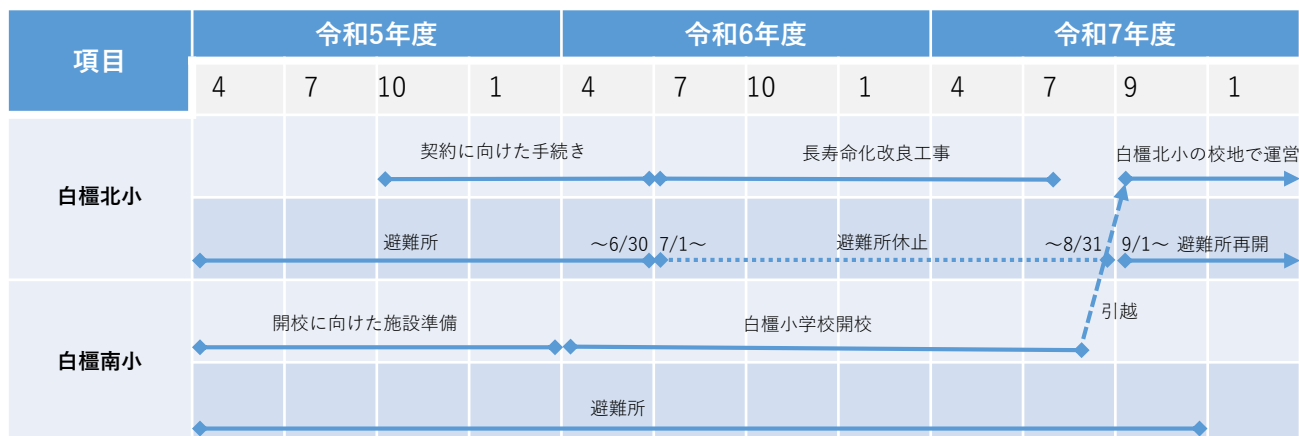 項目
令和5年度 令和6年度 令和7年度
4 7 10 1 4 7 10 1 4 7 9 1
白橿北小
契約に向けた手続き 長寿命化改良工事 白橿北小の校地で運営
避難所 ～6/30 7/1～ 避難所休止 ～8/31 9/1～ 避難所再開
白橿南小
開校に向けた施設準備 白橿小学校開校 引越
避難所